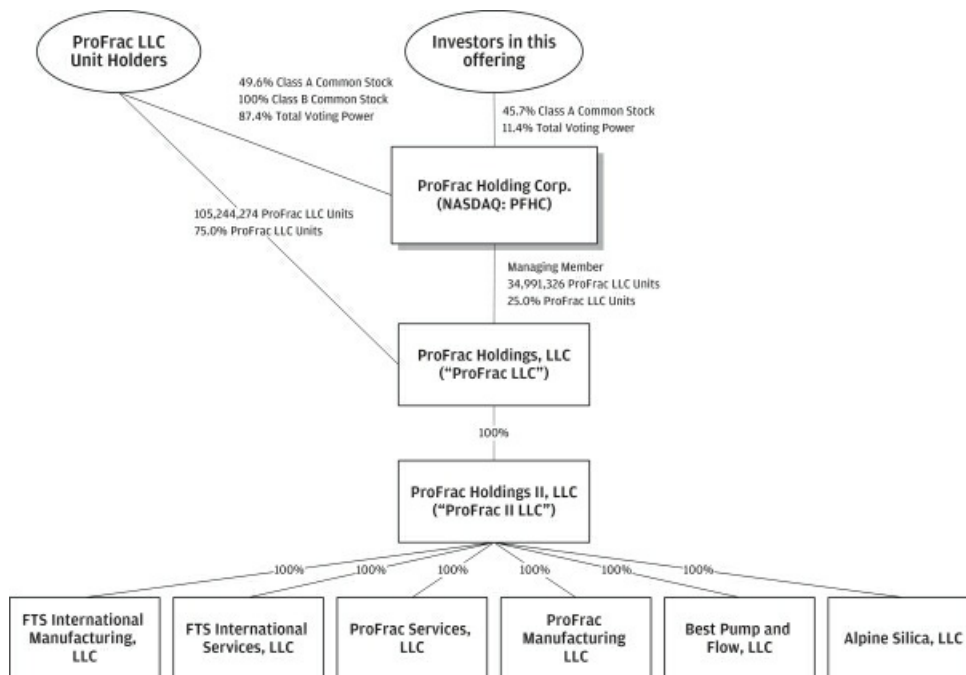 ProFrac LLC
Unit Holders
Investors in this
offering
49.6% Class A Common Stock
100% Class B Common Stock
87.4% Total Voting Power
45.7% Class A Common Stock
11.4% Total Voting Power
ProFrac Holding Corp.
(NASDAQ: PFHC)
105,244,274 ProFrac LLC Units
75.0% ProFrac LLC Units
Managing Member
34,991,326 ProFrac LLC Units
25.0% ProFrac LLC Units
ProFrac Holdings, LLC
(“ProFrac LLC”)
100%
ProFrac Holdings II, LLC
(“ProFrac II LLC”)
100%
100%
100%
100%
100%
100%
FTS International
Manufacturing,
LLC
FTS International
Services, LLC
ProFrac Services,
LLC
ProFrac
Manufacturing
LLC
Best Pump and
Flow, LLC
Alpine Silica, LLC